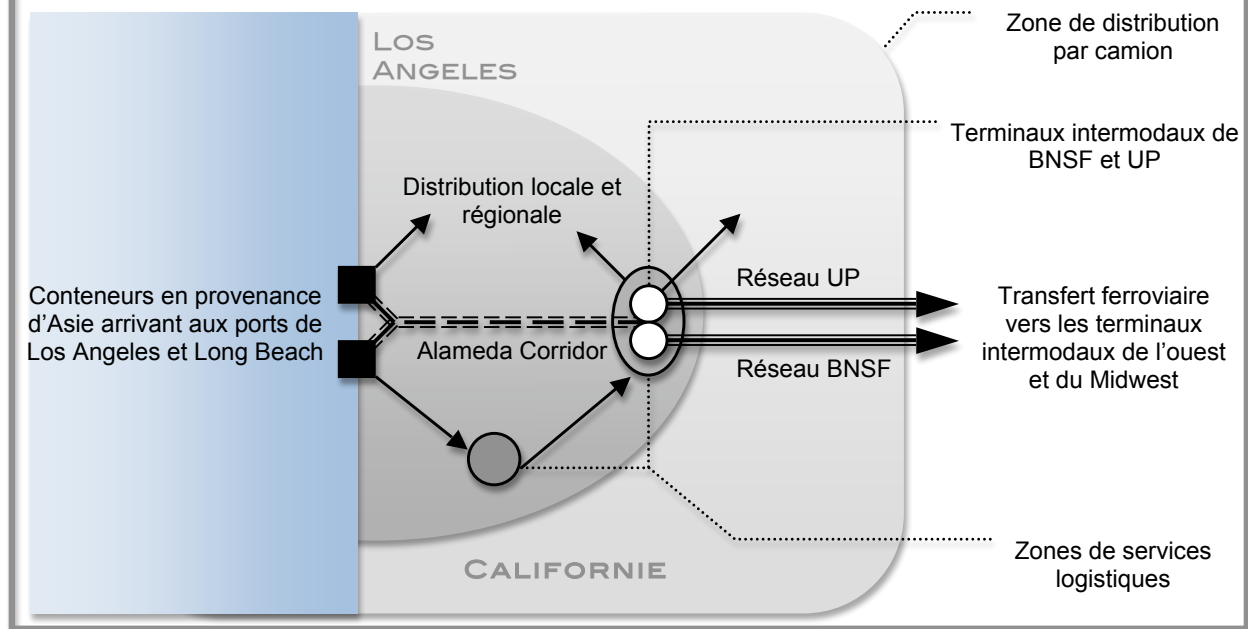 Los
Angeles
Zone de distribution
par camion
Terminaux intermodaux de
BNSF et UP
Distribution locale et
régionale
Conteneurs en provenance
d’Asie arrivant aux ports de
Los Angeles et Long Beach
Réseau UP
Alameda Corridor
Réseau BNSF
Transfert ferroviaire
vers les terminaux
intermodaux de l’ouest
et du Midwest
Californie
Zones de services
logistiques